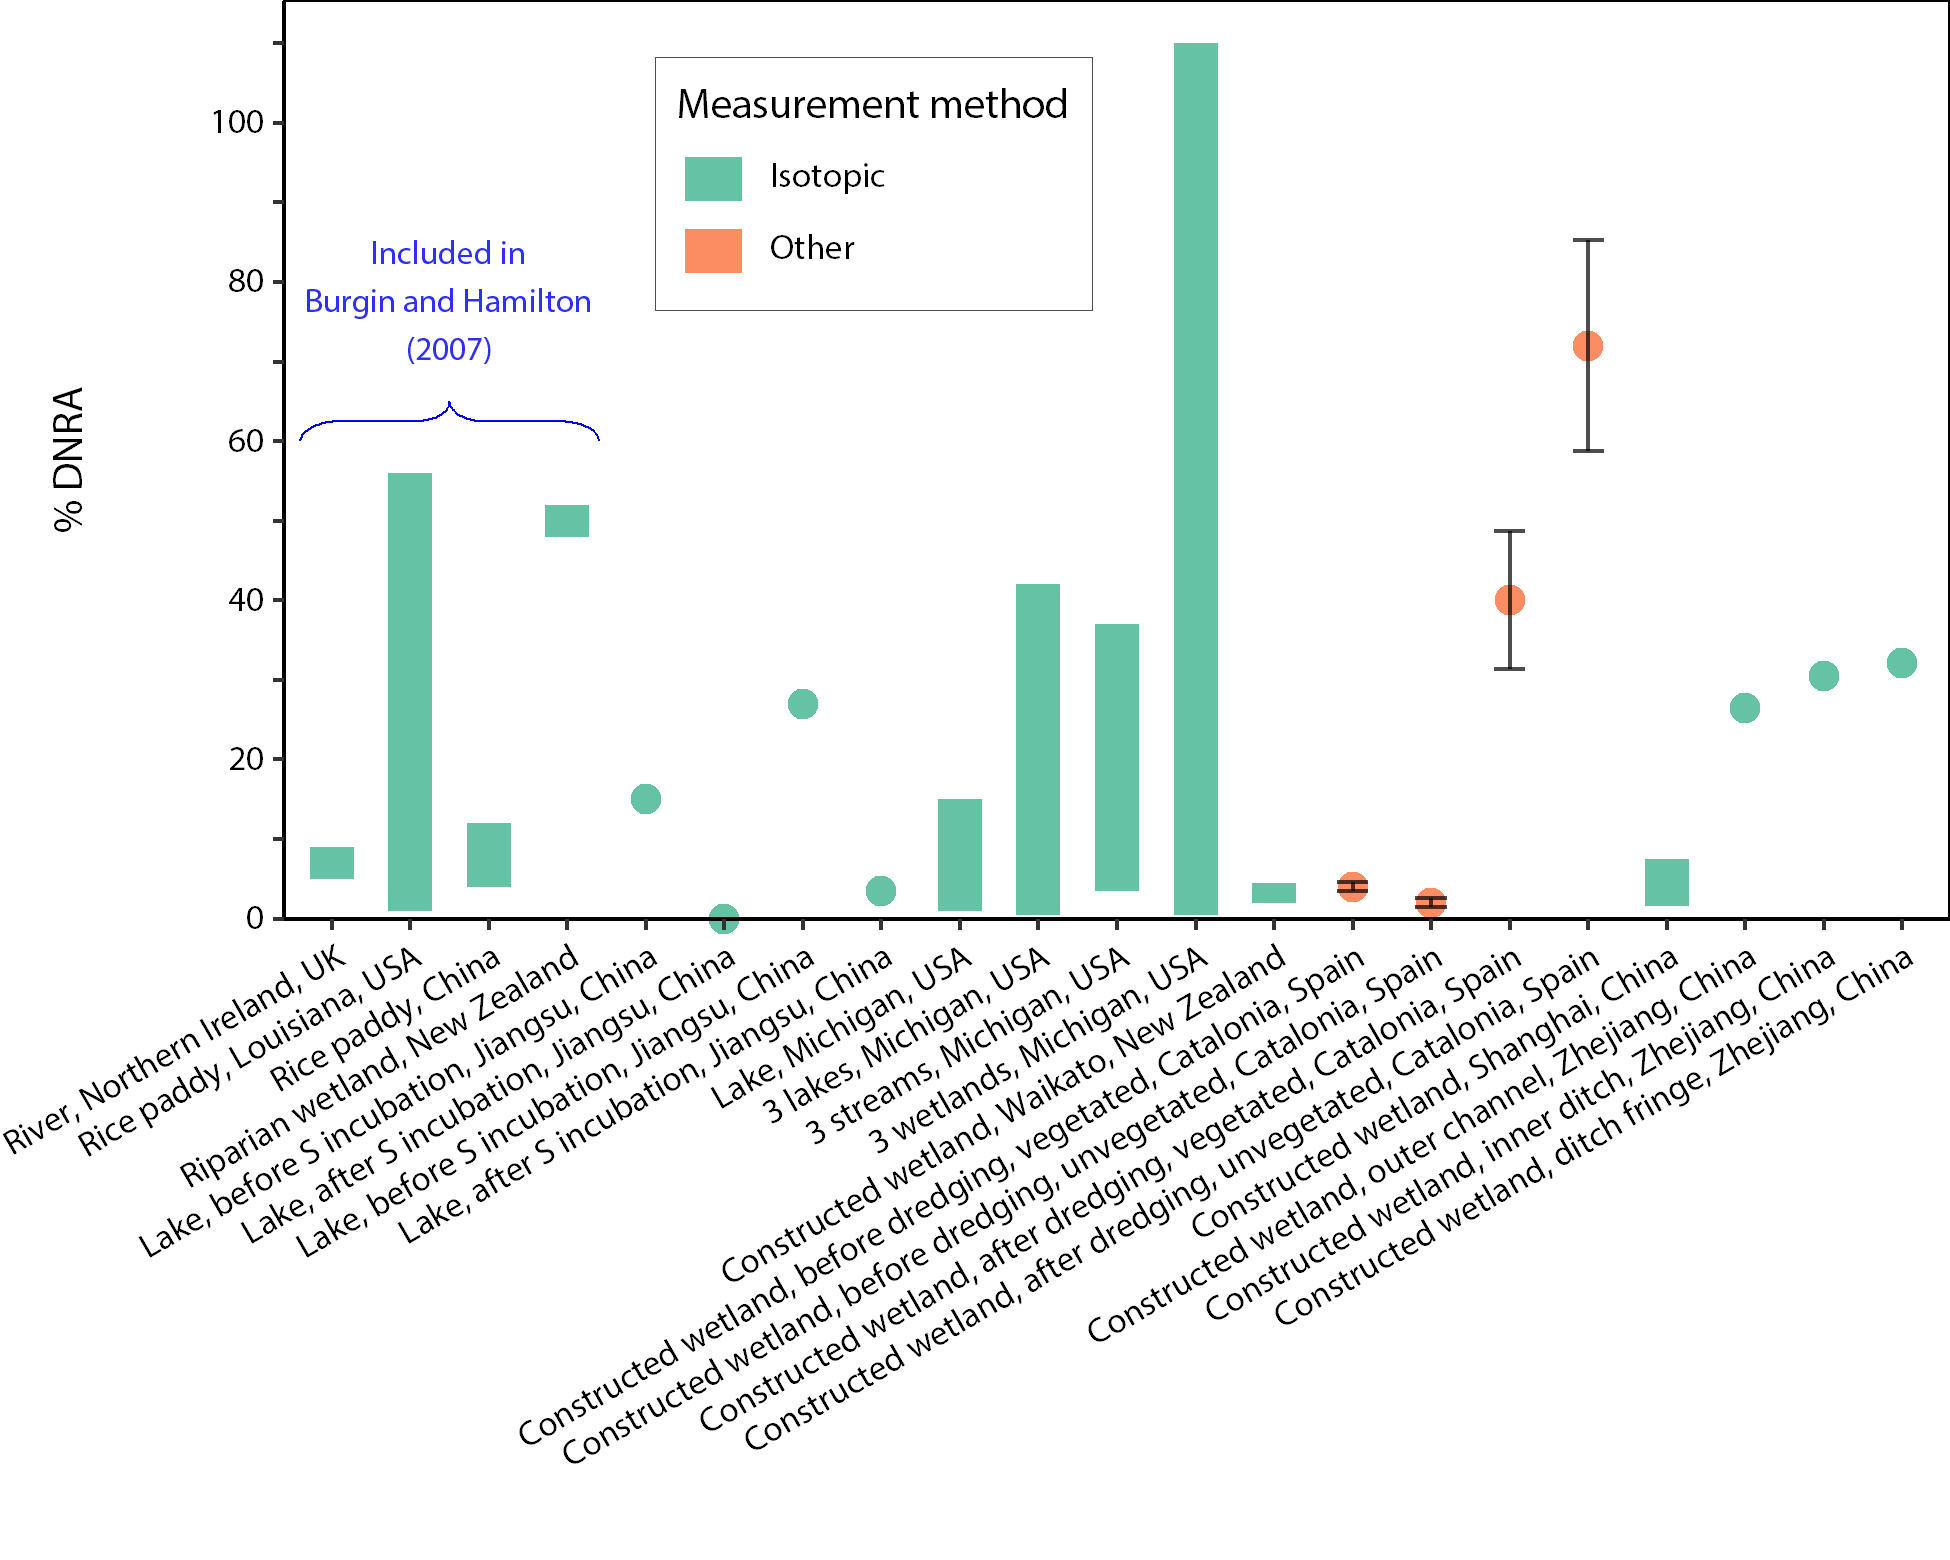 Measurement method
Isotopic
Other
Included in
Burgin and Hamilton
(2007)
% DNRA
100
80
60
40
20
0
River, Northern Ireland, UK
Rice paddy, Louisiana, USA
Rice paddy, China
Riparian wetland, New Zealand
Lake, before S incubation, Jiangsu, China
Lake, after S incubation, Jiangsu, China
Lake, before S incubation, Jiangsu, China
Lake, after S incubation, Jiangsu, China
Lake, Michigan, USA
3 lakes, Michigan, USA
3 streams, Michigan, USA
3 wetlands, Michigan, USA
Constructed wetland, Waikato, New Zealand
Constructed wetland, before dredging, vegetated, Catalonia, Spain
Constructed wetland, before dredging, unvegetated, Catalonia, Spain
Constructed wetland, after dredging, vegetated, Catalonia, Spain
Constructed wetland, after dredging, unvegetated, Catalonia, Spain
Constructed wetland, Shanghai, China
Constructed wetland, outer channel, Zhejiang, China
Constructed wetland, inner ditch, Zhejiang, China
Constructed wetland, ditch fringe, Zhejiang, China